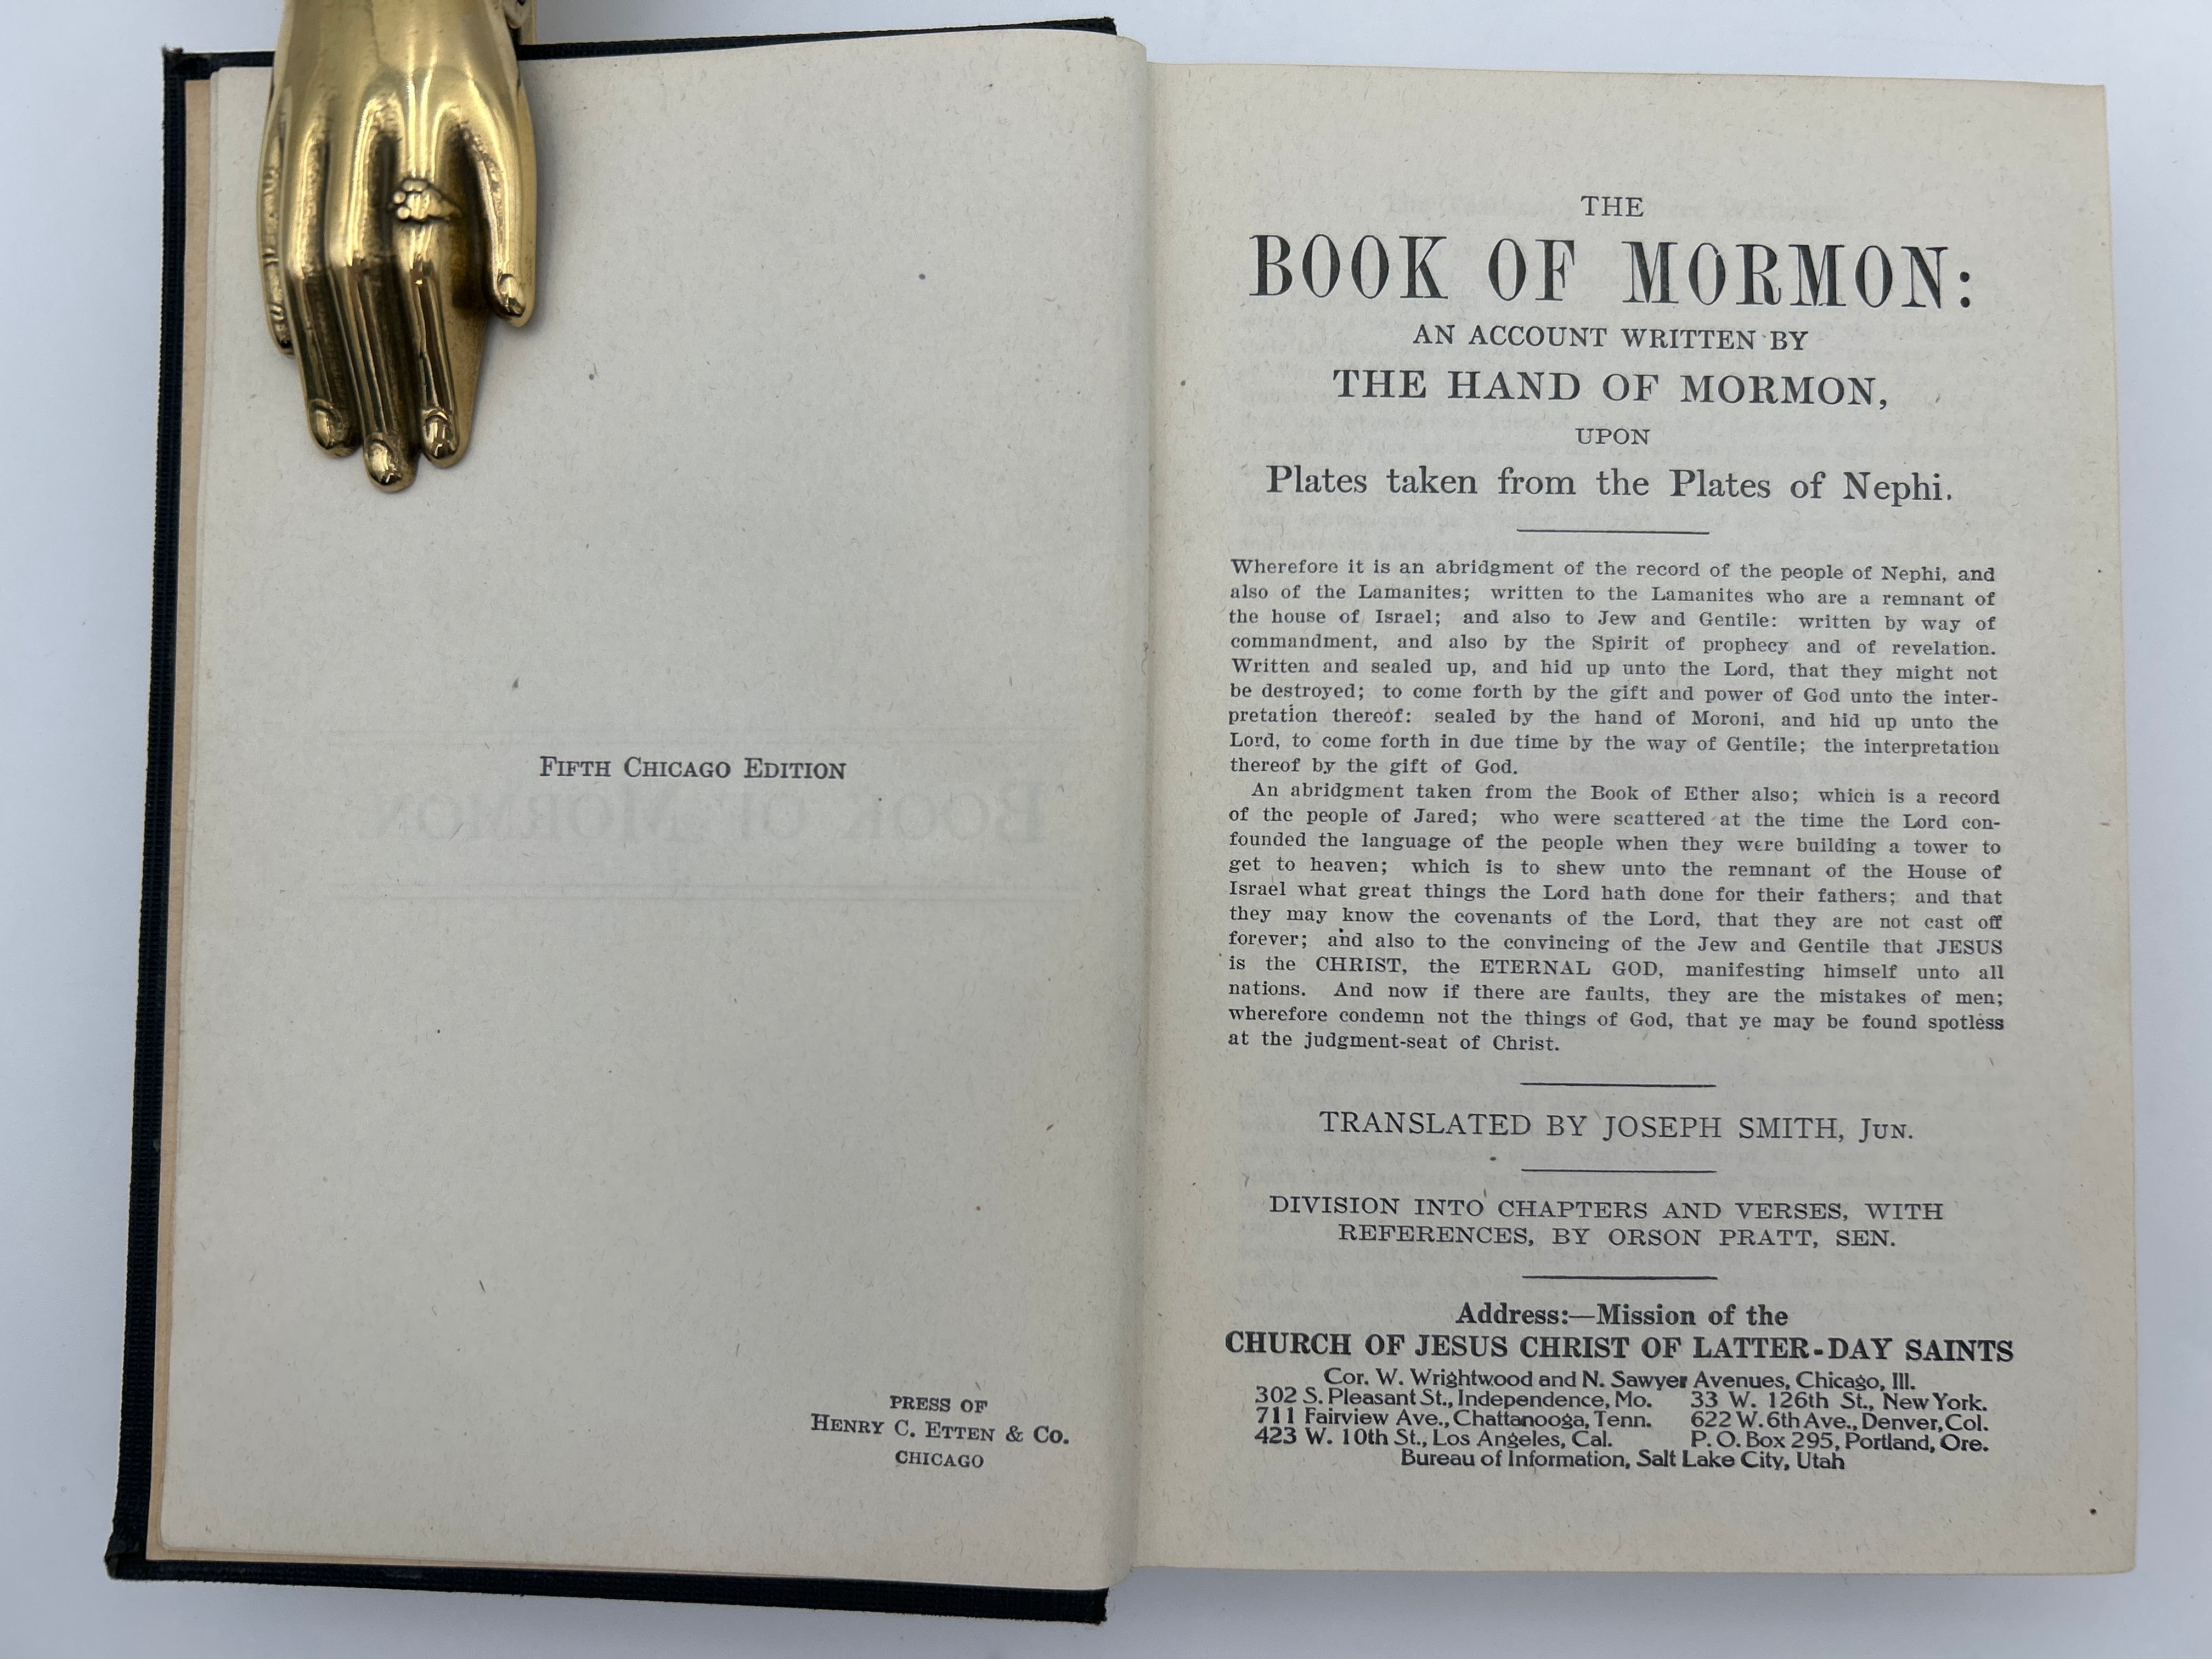 FIFTH CHICAGO EDITION
PRESS OF
HENRY C. ETTEN & CO.
CHICAGO
THE
BOOK OF MORMON:
AN ACCOUNT WRITTEN BY
THE HAND OF MORMON,
UPON
Plates taken from the Plates of Nephi.
Wherefore it is an abridgment of the record of the people of Nephi, and
also of the Lamanites; written to the Lamanites who are a remnant of
the house of Israel; and also to Jew and Gentile: written by way of
commandment, and also by the Spirit of prophecy and of revelation.
Written and sealed up, and hid up unto the Lord, that they might not
be destroyed; to come forth by the gift and power of God unto the inter-
pretation thereof: sealed by the hand of Moroni, and hid up unto the
Lord, to come forth in due time by the way of Gentile; the interpretation
thereof by the gift of God.
An abridgment taken from the Book of Ether also; which is a record
of the people of Jared; who were scattered at the time the Lord con-
founded the language of the people when they were building a tower to
get to heaven; which is to shew unto the remnant of the House of
Israel what great things the Lord hath done for their fathers; and that
they may know the covenants of the Lord, that they are not cast off
forever; and also to the convincing of the Jew and Gentile that JESUS
is the CHRIST, the ETERNAL GOD, manifesting himself unto all
nations. And now if there are faults, they are the mistakes of men;
wherefore condemn not the things of God, that ye may be found spotless
at the judgment-seat of Christ.
TRANSLATED BY JOSEPH SMITH, JUN.
DIVISION INTO CHAPTERS AND VERSES, WITH
REFERENCES, BY ORSON PRATT, SEN.
Address:—Mission of the
CHURCH OF JESUS CHRIST OF LATTER-DAY SAINTS
Cor. W. Wrightwood and N. Sawyer Avenues, Chicago, Ill.
302 S. Pleasant St., Independence, Mo. 33 W. 126th St., New York.
711 Fairview Ave., Chattanooga, Tenn. 622 W. 6th Ave., Denver, Col.
423 W. 10th St., Los Angeles, Cal. P. O. Box 295, Portland, Ore.
Bureau of Information, Salt Lake City, Utah